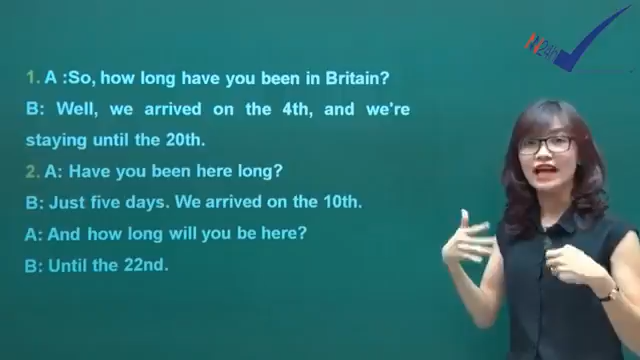 1. A :So, how long have you been in Britain?
B: Well, we arrived on the 4th, and we're
staying until the 20th.
2. A: Have you been here long?
B: Just five days. We arrived on the 10th.
A: And how long will you be here?
B: Until the 22nd.